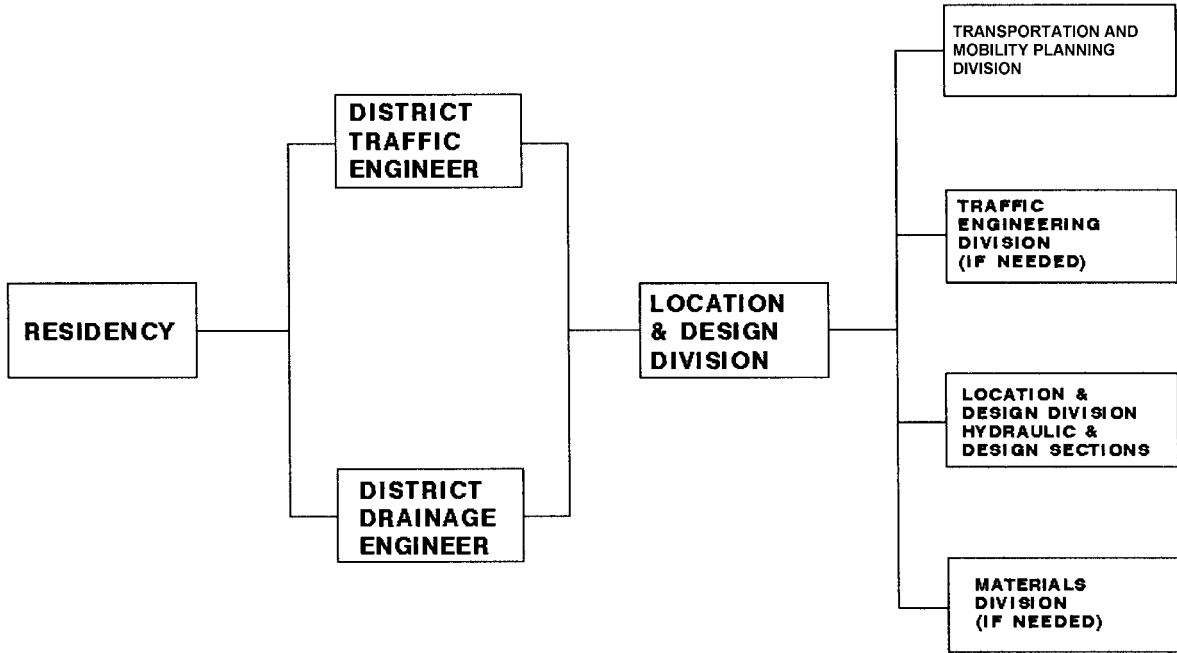 RESIDENCY
DISTRICT
TRAFFIC
ENGINEER
DISTRICT
DRAINAGE
ENGINEER
LOCATION
& DESIGN
DIVISION
TRANSPORTATION AND
MOBILITY PLANNING
DIVISION
TRAFFIC
ENGINEERING
DIVISION
(IF NEEDED)
LOCATION &
DESIGN DIVISION
HYDRAULIC &
DESIGN SECTIONS
MATERIALS
DIVISION
(IF NEEDED)